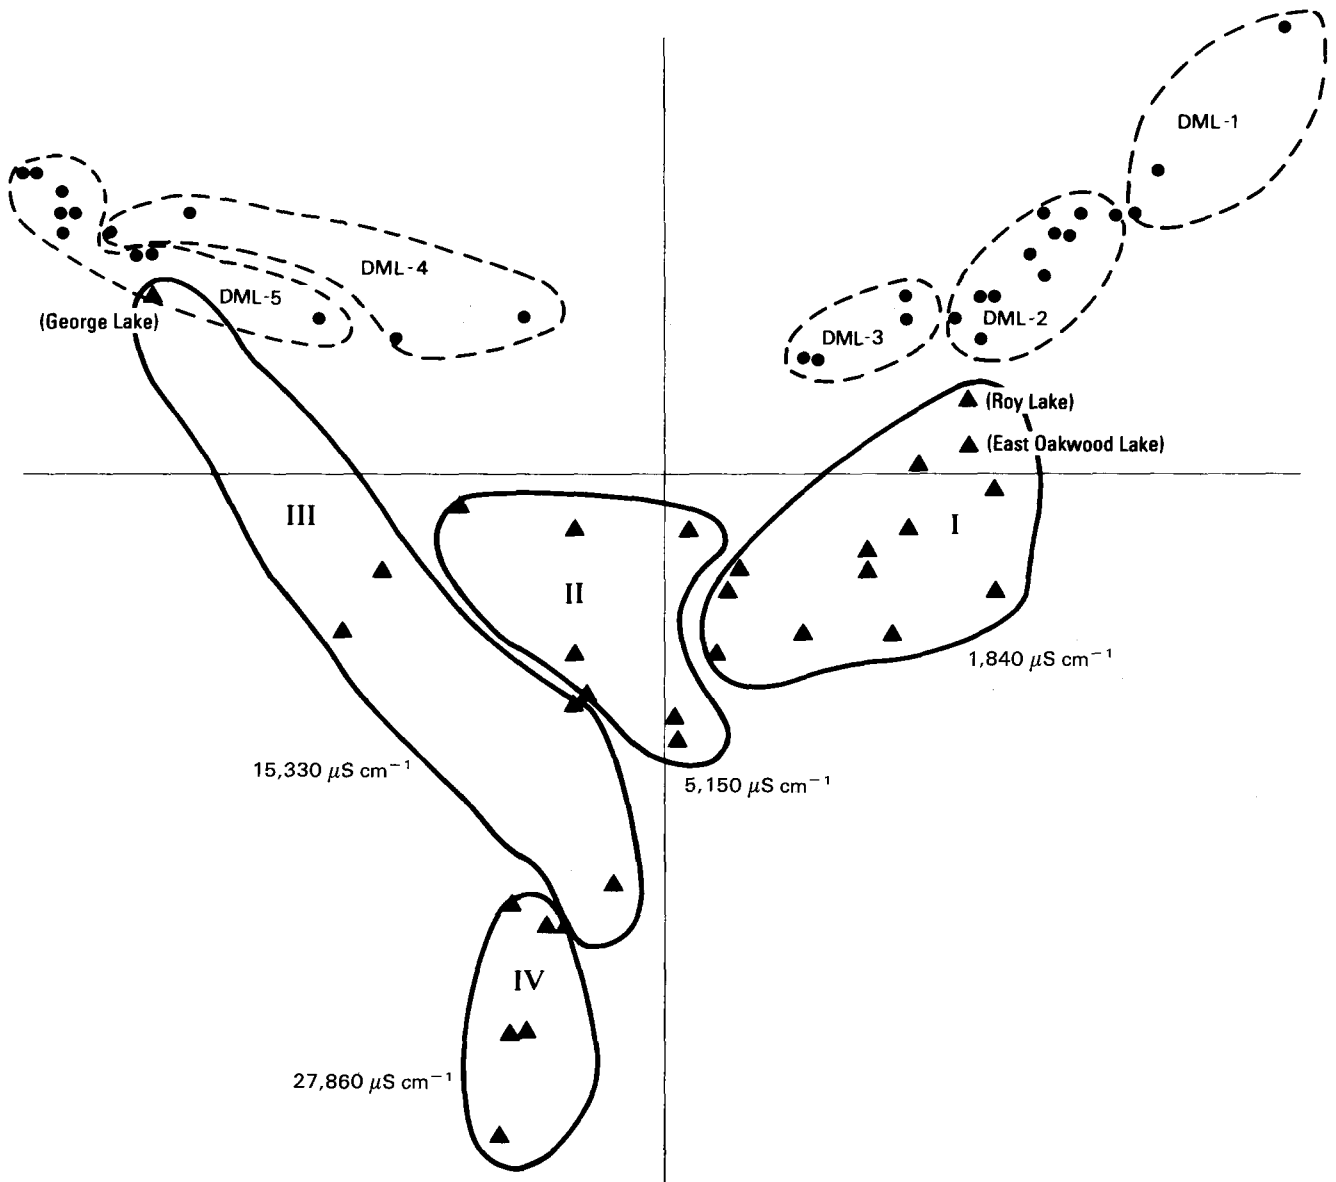 DML-1
DML-4
DML-5
(George Lake)
DML-2
DML-3
(Roy Lake)
(East Oakwood Lake)
III
I
II
1,840 μS cm⁻¹
15,330 μS cm⁻¹
5,150 μS cm⁻¹
IV
27,860 μS cm⁻¹